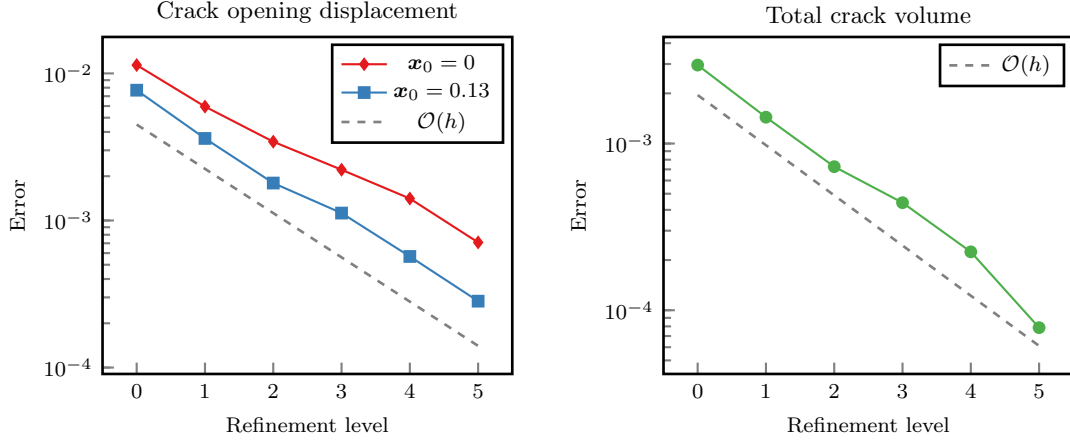 Crack opening displacement
10⁻²
10⁻³
10⁻⁴
Error
𝒙₀ = 0
𝒙₀ = 0.13
𝒪(h)
0 1 2 3 4 5
Refinement level
Total crack volume
10⁻³
10⁻⁴
Error
𝒪(h)
0 1 2 3 4 5
Refinement level